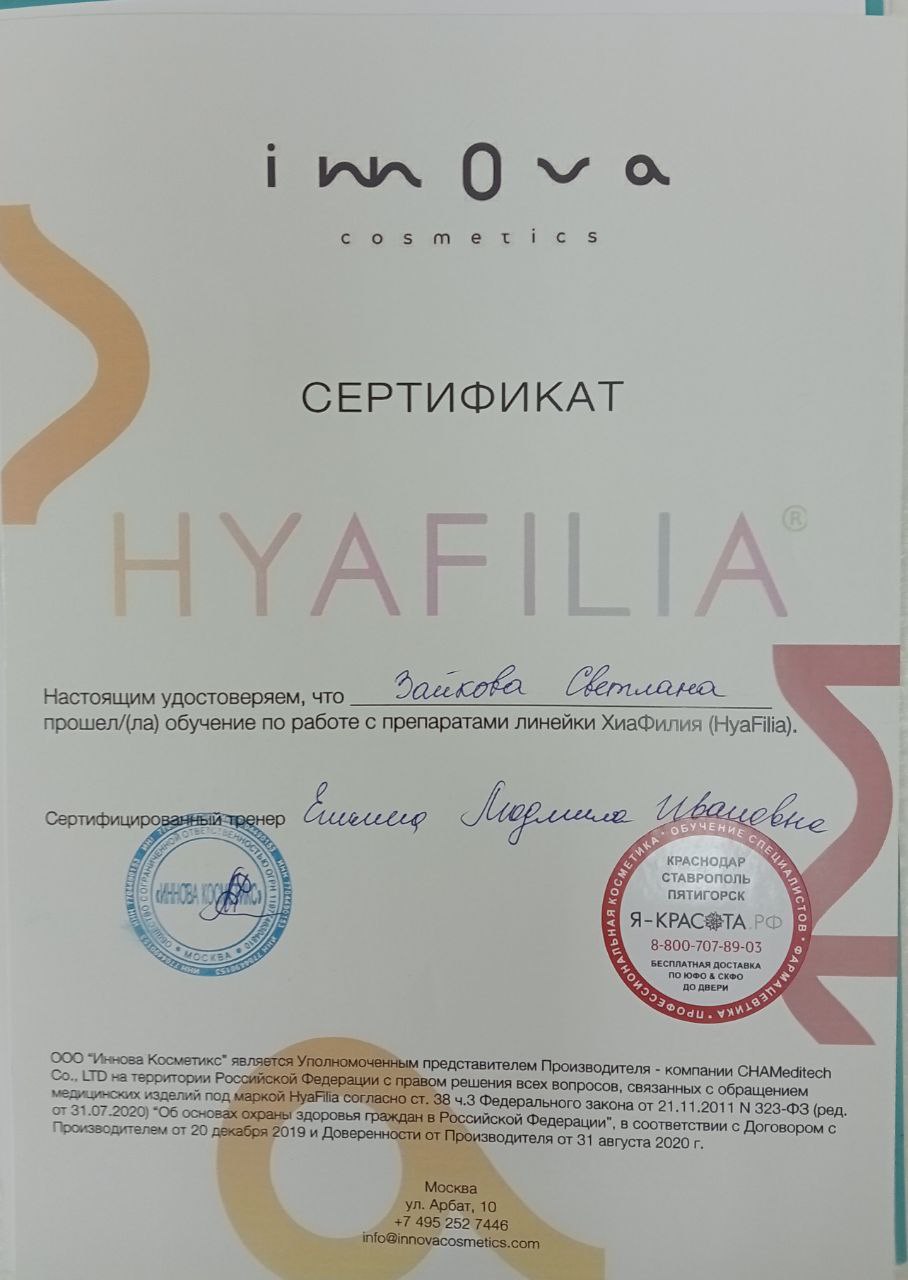 innova
cosmetics
СЕРТИФИКАТ
HYAFILIA®
Настоящим удостоверяем, что Зайкова Светлана
прошел/(ла) обучение по работе с препаратами линейки ХиаФилия (HyaFilia).
Сертифицированный тренер Людмила Ивановна
ОБЩЕСТВО С ОГРАНИЧЕННОЙ ОТВЕТСТВЕННОСТЬЮ
«ИННОВА КОСМЕТИКС»
* МОСКВА *
ПРОФЕССИОНАЛЬНАЯ КОСМЕТИКА • ОБУЧЕНИЕ СПЕЦИАЛИСТОВ • ФАРМАЦЕВТИКА •
КРАСНОДАР
СТАВРОПОЛЬ
ПЯТИГОРСК
Я-КРАСОТА.РФ
8-800-707-89-03
БЕСПЛАТНАЯ ДОСТАВКА
ПО ЮФО & СКФО
ДО ДВЕРИ
ООО “Иннова Косметикс” является Уполномоченным представителем Производителя - компании CHAMeditech
Co., LTD на территории Российской Федерации с правом решения всех вопросов, связанных с обращением
медицинских изделий под маркой HyaFilia согласно ст. 38 ч.3 Федерального закона от 21.11.2011 N 323-ФЗ (ред.
от 31.07.2020) “Об основах охраны здоровья граждан в Российской Федерации”, в соответствии с Договором с
Производителем от 20 декабря 2019 и Доверенности от Производителя от 31 августа 2020 г.
Москва
ул. Арбат, 10
+7 495 252 7446
info@innovacosmetics.com